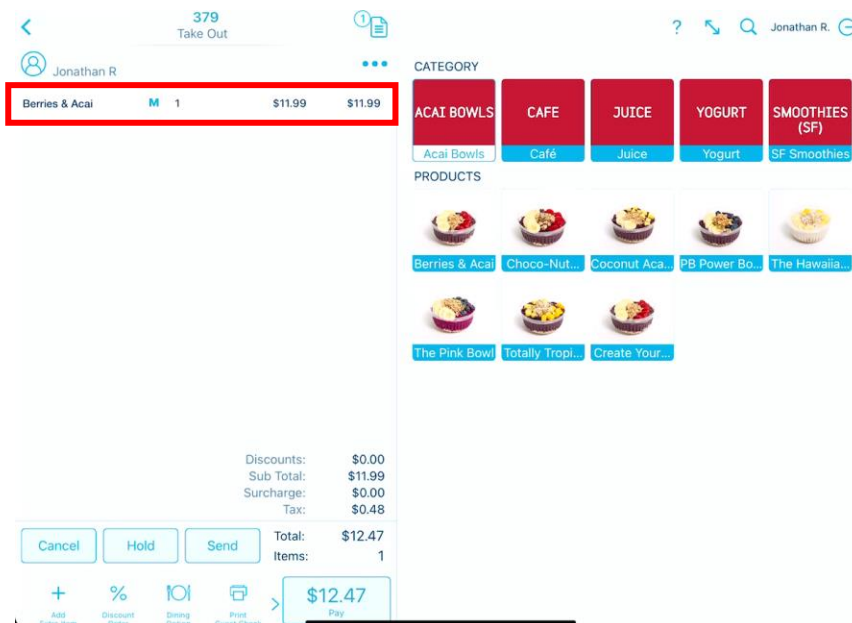 379
Take Out
1
Jonathan R
Berries & Acai M 1 $11.99 $11.99
Discounts: $0.00
Sub Total: $11.99
Surcharge: $0.00
Tax: $0.48
Total: $12.47
Items: 1
Cancel Hold Send
Add
Discount
Dining
Print
$12.47
Pay
? Jonathan R.
CATEGORY
ACAI BOWLS CAFE JUICE YOGURT SMOOTHIES
(SF)
Acai Bowls Café Juice Yogurt SF Smoothies
PRODUCTS
Berries & Acai Choco-Nut... Coconut Aca... PB Power Bo... The Hawaiia...
The Pink Bowl Totally Tropi... Create Your...